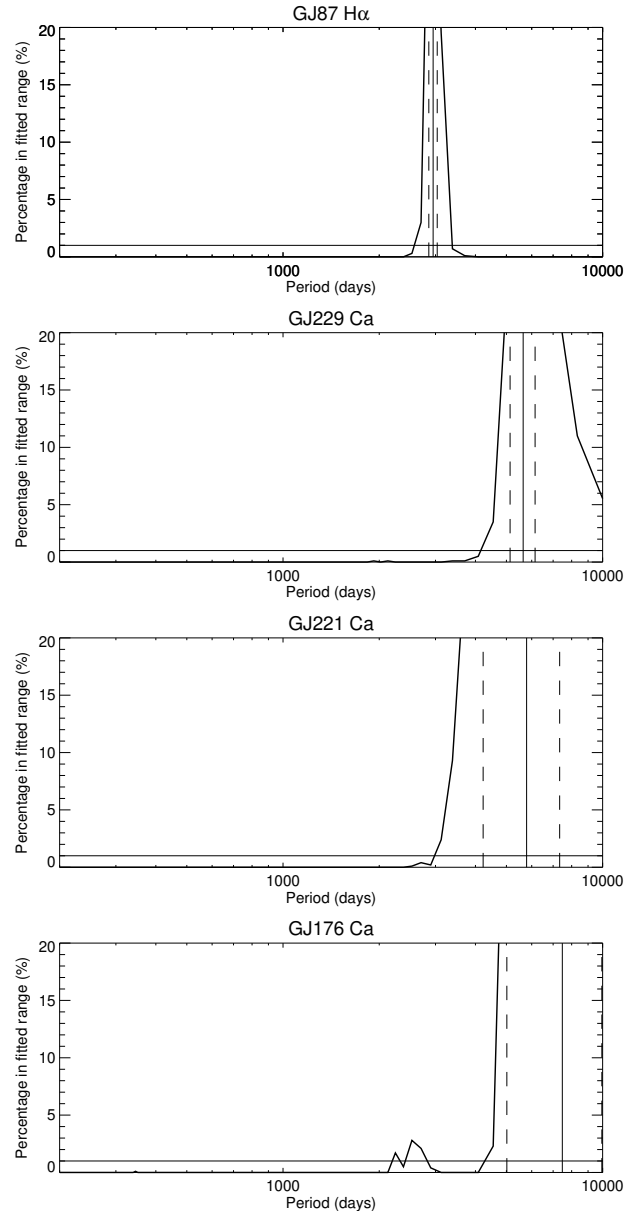 GJ87 Hα
20
15
10
5
0
Percentage in fitted range (%)
1000
10000
Period (days)
GJ229 Ca
20
15
10
5
0
Percentage in fitted range (%)
1000
10000
Period (days)
GJ221 Ca
20
15
10
5
0
Percentage in fitted range (%)
1000
10000
Period (days)
GJ176 Ca
20
15
10
5
0
Percentage in fitted range (%)
1000
10000
Period (days)